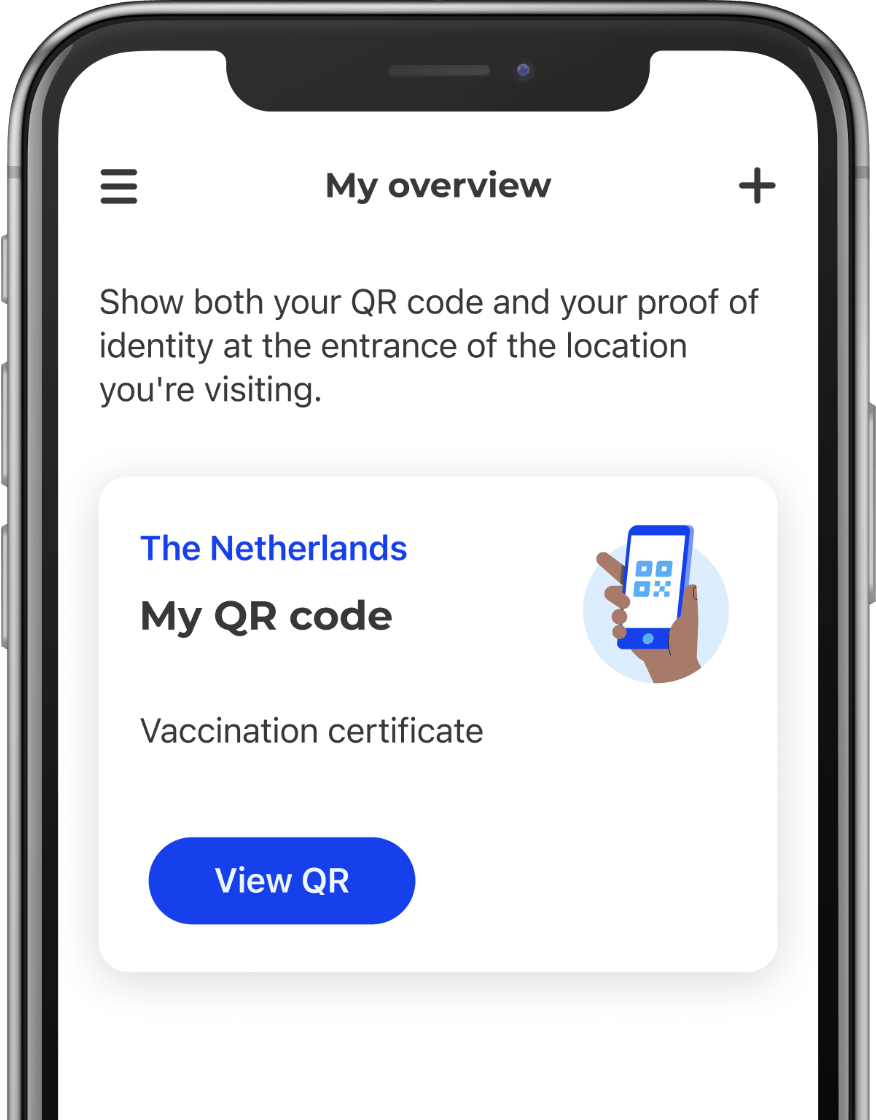 My overview
Show both your QR code and your proof of
identity at the entrance of the location
you're visiting.
The Netherlands
My QR code
Vaccination certificate
View QR